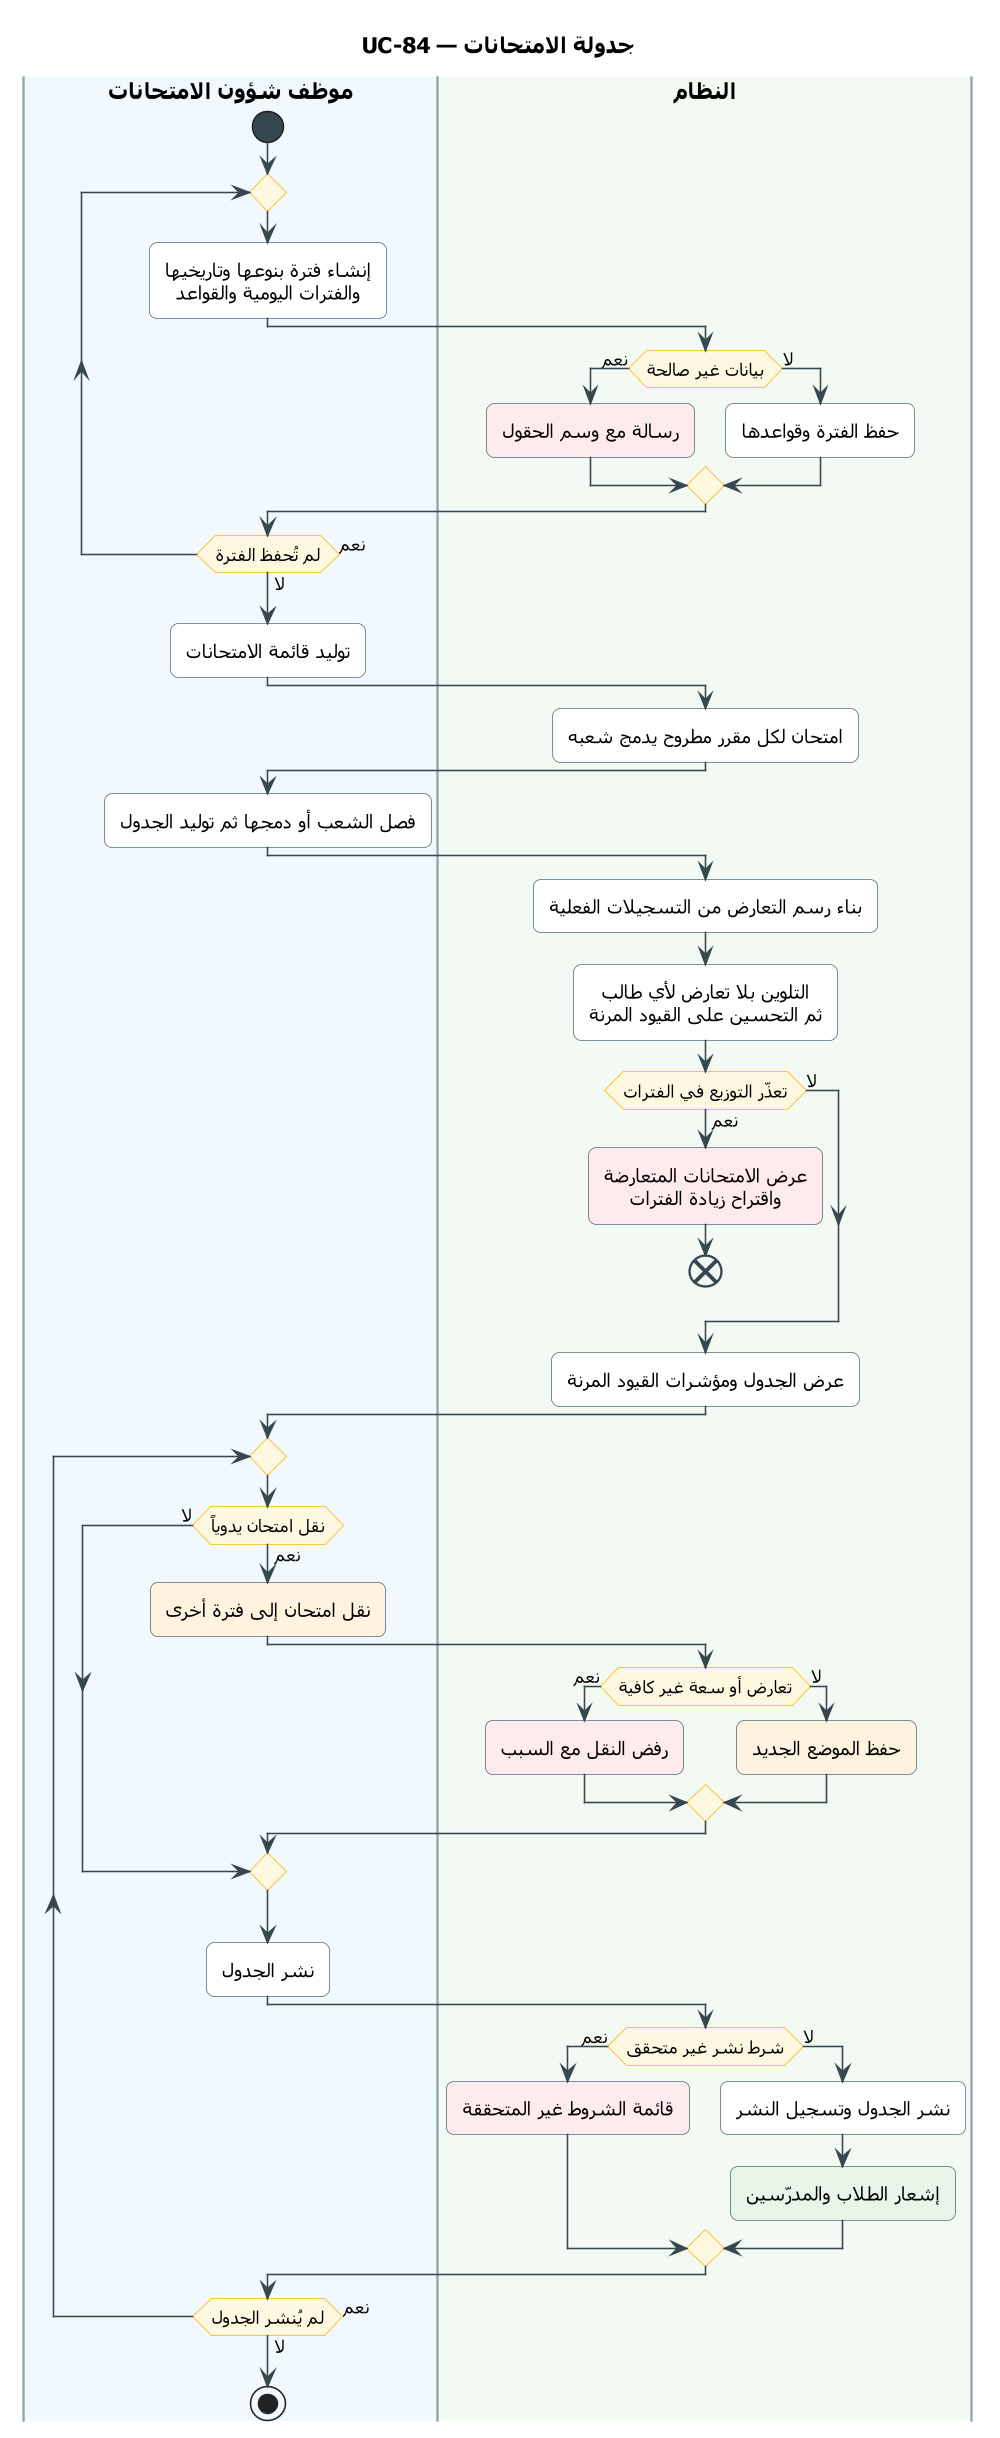 UC-84 — جدولة الامتحانات
موظف شؤون الامتحانات
النظام
إنشاء فترة بنوعها وتاريخيها
والفترات اليومية والقواعد
بيانات غير صالحة
نعم
لا
رسالة مع وسم الحقول
حفظ الفترة وقواعدها
لم تُحفظ الفترة
نعم
لا
توليد قائمة الامتحانات
امتحان لكل مقرر مطروح يدمج شعبه
فصل الشعب أو دمجها ثم توليد الجدول
بناء رسم التعارض من التسجيلات الفعلية
التلوين بلا تعارض لأي طالب
ثم التحسين على القيود المرنة
تعذّر التوزيع في الفترات
لا
نعم
عرض الامتحانات المتعارضة
واقتراح زيادة الفترات
عرض الجدول ومؤشرات القيود المرنة
نقل امتحان يدوياً
لا
نعم
نقل امتحان إلى فترة أخرى
تعارض أو سعة غير كافية
نعم
لا
رفض النقل مع السبب
حفظ الموضع الجديد
نشر الجدول
شرط نشر غير متحقق
نعم
لا
قائمة الشروط غير المتحققة
نشر الجدول وتسجيل النشر
إشعار الطلاب والمدرّسين
لم يُنشر الجدول
نعم
لا